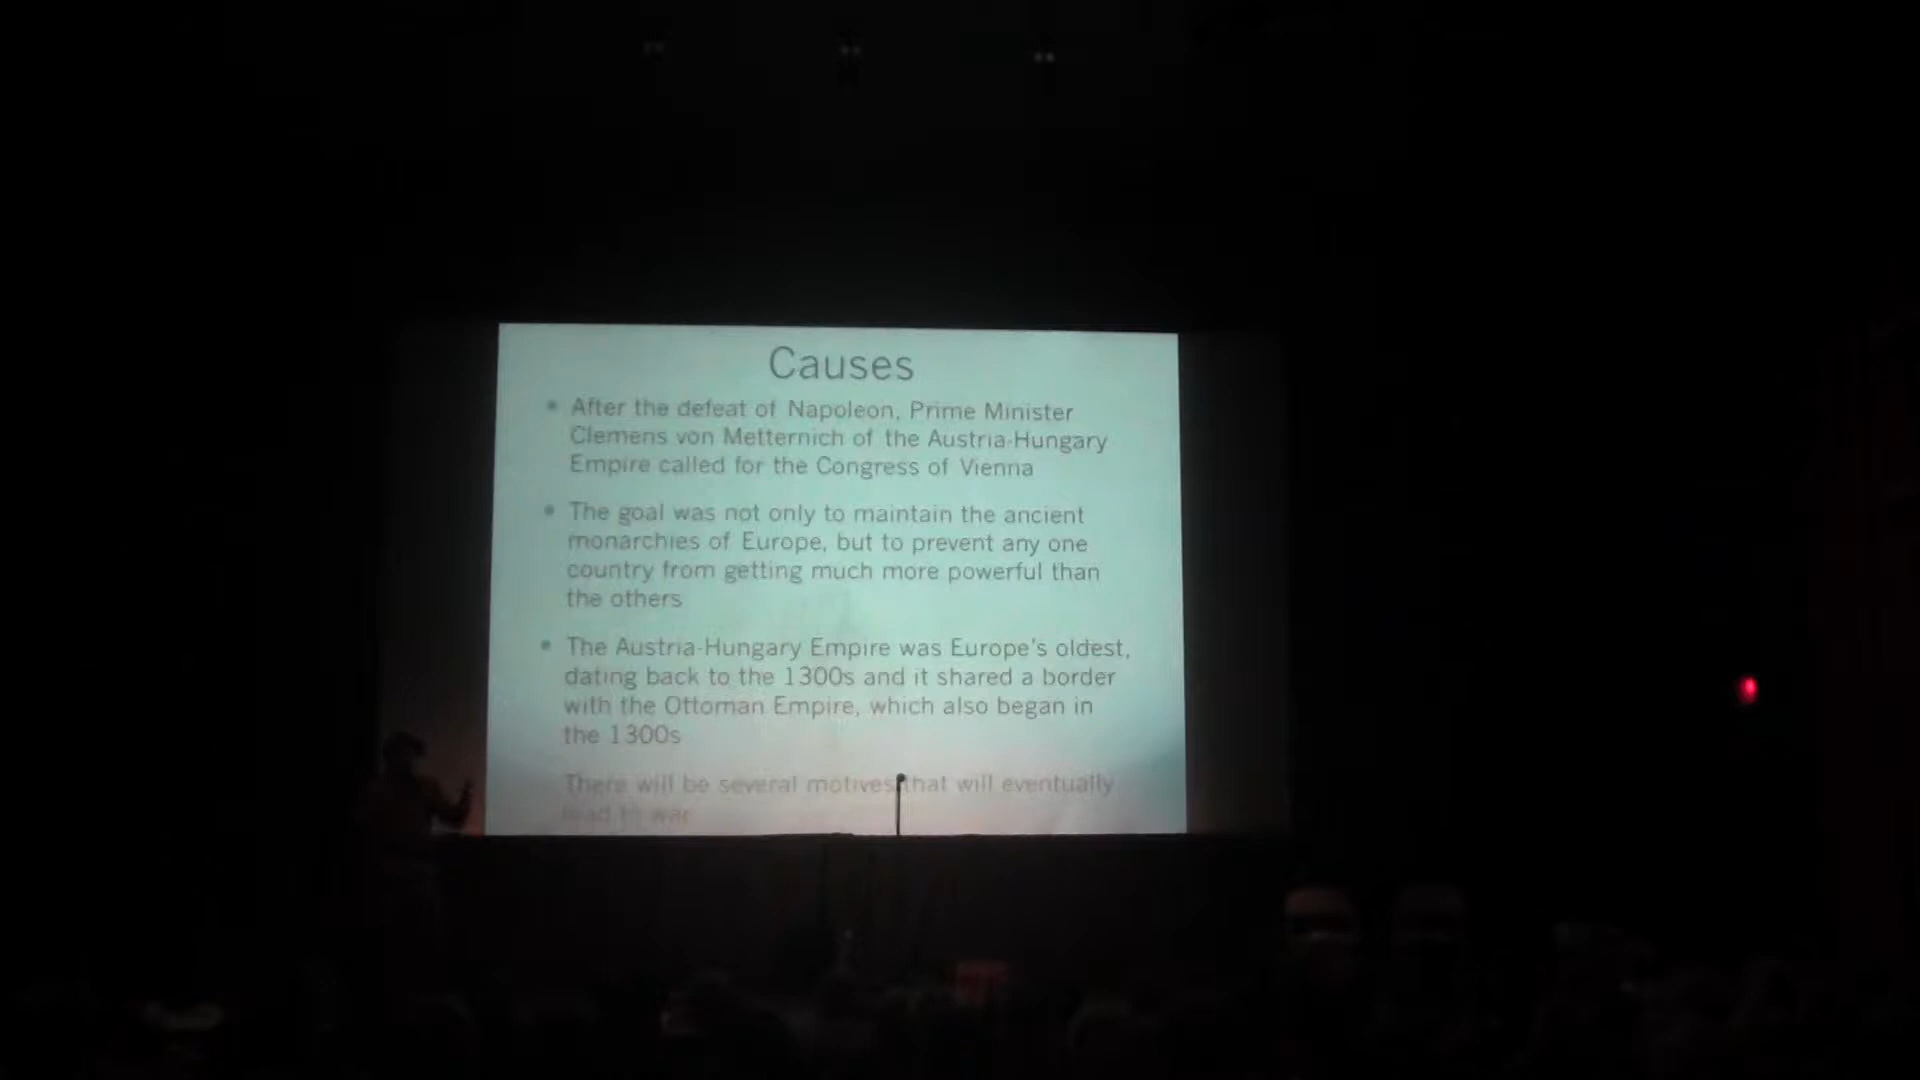 Causes
• After the defeat of Napoleon, Prime Minister
Clemens von Metternich of the Austria-Hungary
Empire called for the Congress of Vienna
• The goal was not only to maintain the ancient
monarchies of Europe, but to prevent any one
country from getting much more powerful than
the others
• The Austria-Hungary Empire was Europe's oldest,
dating back to the 1300s and it shared a border
with the Ottoman Empire, which also began in
the 1300s
There will be several motives that will eventually
lead to war